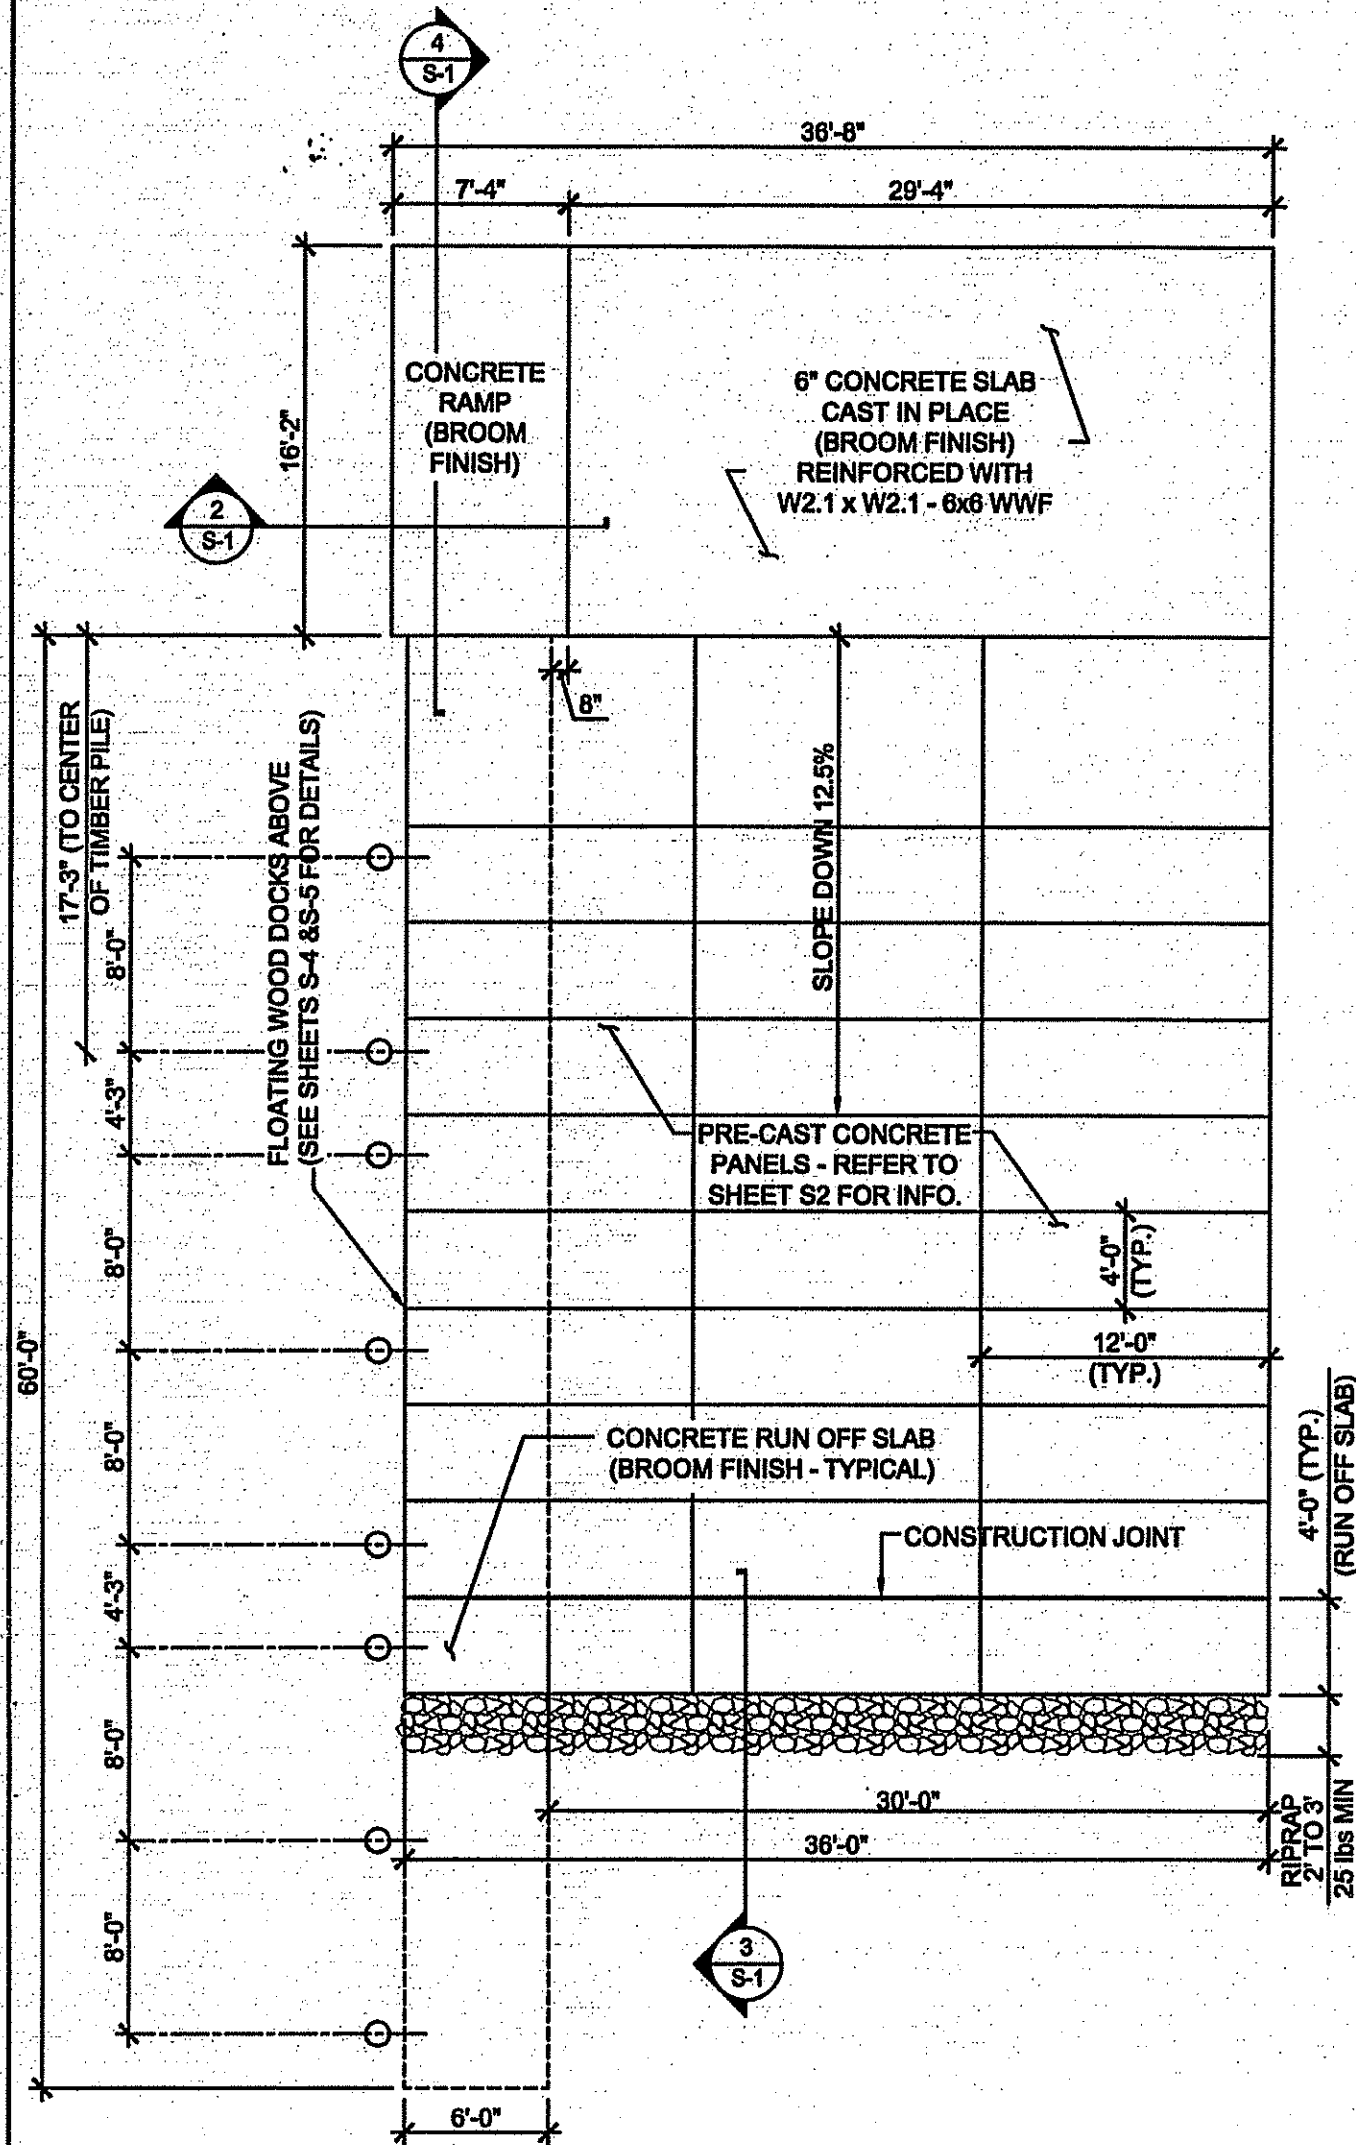 4
S-1
36'-8"
7'-4"
29'-4"
16'-2"
CONCRETE
RAMP
(BROOM
FINISH)
6" CONCRETE SLAB
CAST IN PLACE
(BROOM FINISH)
REINFORCED WITH
W2.1 x W2.1 - 6x6 WWF
2
S-1
8"
60'-0"
17'-3" (TO CENTER
OF TIMBER PILE)
8'-0"
4'-3"
8'-0"
8'-0"
4'-3"
8'-0"
8'-0"
FLOATING WOOD DOCKS ABOVE
(SEE SHEETS S-4 &S-5 FOR DETAILS)
SLOPE DOWN 12.5%
PRE-CAST CONCRETE
PANELS - REFER TO
SHEET S2 FOR INFO.
4'-0"
(TYP.)
12'-0"
(TYP.)
CONCRETE RUN OFF SLAB
(BROOM FINISH - TYPICAL)
CONSTRUCTION JOINT
4'-0" (TYP.)
(RUN OFF SLAB)
RIPRAP
2' TO 3'
25 lbs MIN
30'-0"
36'-0"
3
S-1
6'-0"